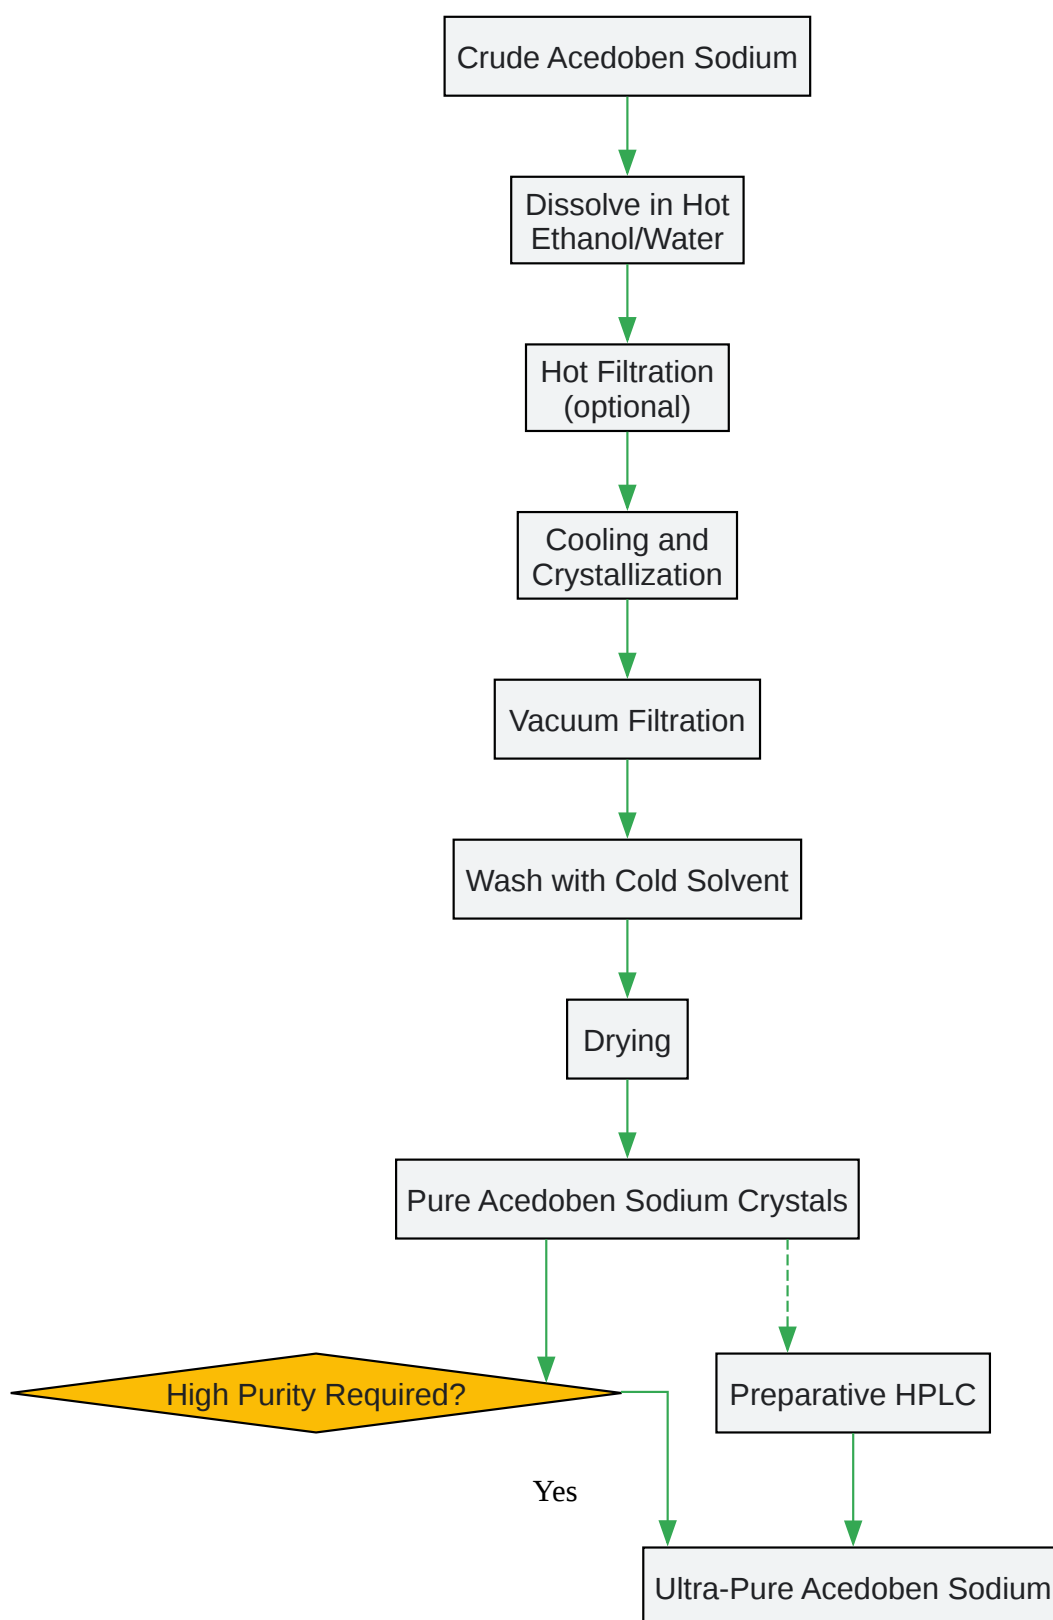 Crude Acedoben Sodium
Dissolve in Hot
Ethanol/Water
Hot Filtration
(optional)
Cooling and
Crystallization
Vacuum Filtration
Wash with Cold Solvent
Drying
Pure Acedoben Sodium Crystals
High Purity Required?
Preparative HPLC
Yes
Ultra-Pure Acedoben Sodium